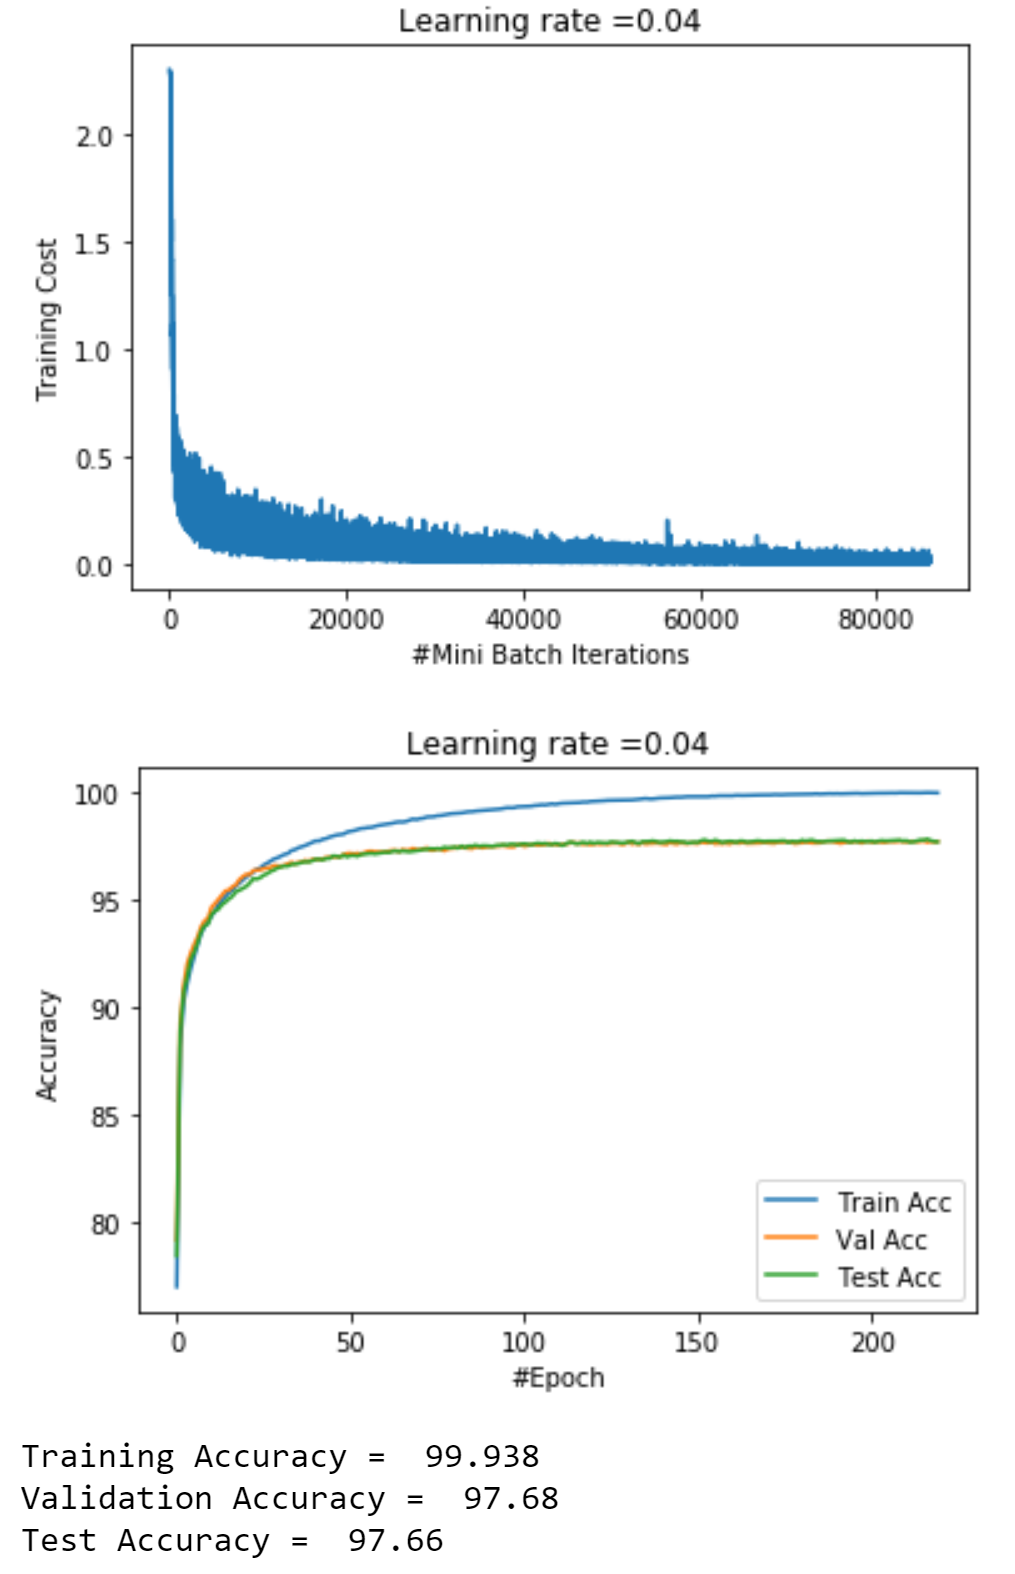 Learning rate =0.04
2.0
1.5
1.0
0.5
0.0
Training Cost
0 20000 40000 60000 80000
#Mini Batch Iterations
Learning rate =0.04
100
95
90
85
80
Accuracy
Train Acc
Val Acc
Test Acc
0 50 100 150 200
#Epoch
Training Accuracy = 99.938
Validation Accuracy = 97.68
Test Accuracy = 97.66